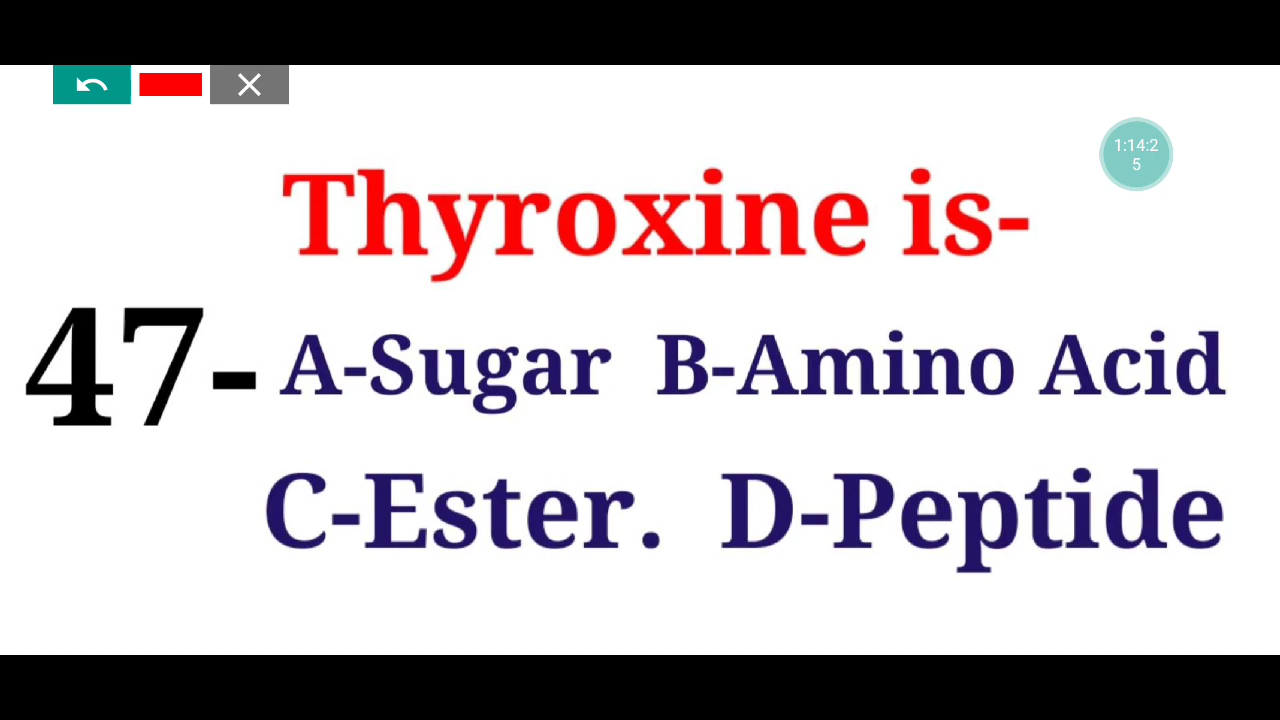 1:14:2
5
Thyroxine is-
47- A-Sugar B-Amino Acid
C-Ester. D-Peptide